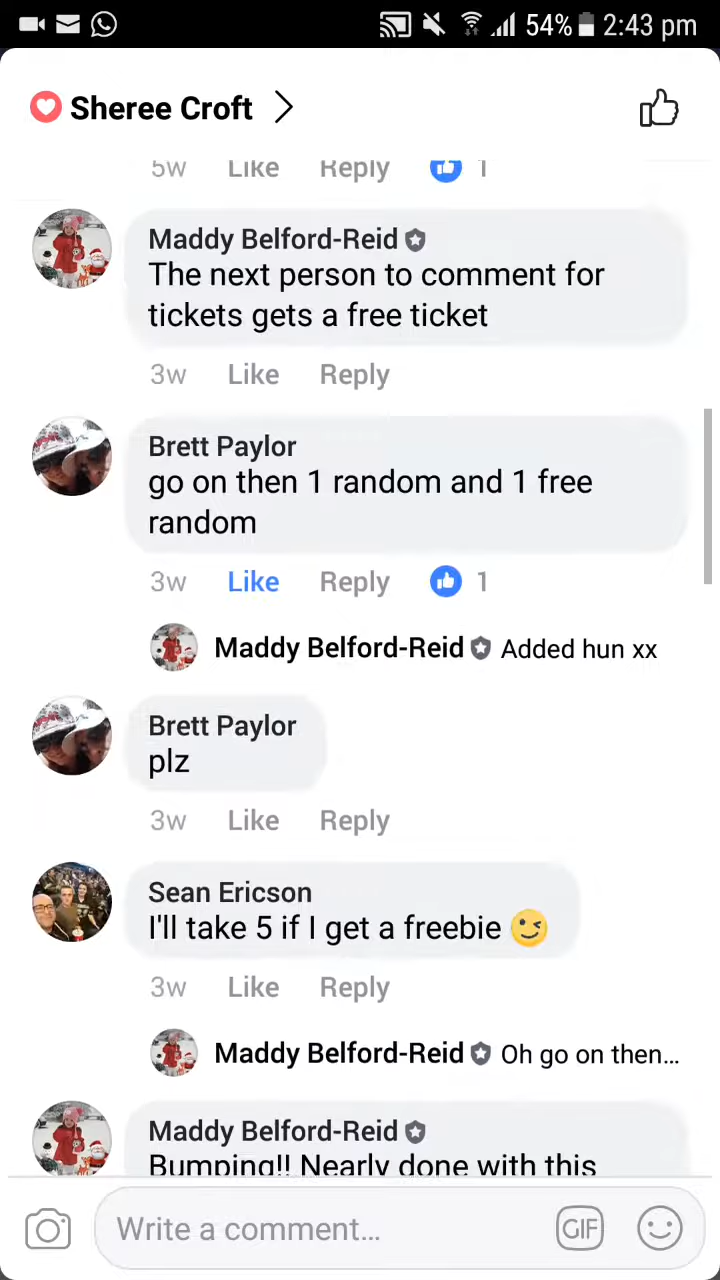 54% 2:43 pm
Sheree Croft
5w Like Reply 1
Maddy Belford-Reid
The next person to comment for
tickets gets a free ticket
3w Like Reply
Brett Paylor
go on then 1 random and 1 free
random
3w Like Reply 1
Maddy Belford-Reid Added hun xx
Brett Paylor
plz
3w Like Reply
Sean Ericson
I'll take 5 if I get a freebie
3w Like Reply
Maddy Belford-Reid Oh go on then...
Maddy Belford-Reid
Bumping!! Nearly done with this
Write a comment...
GIF